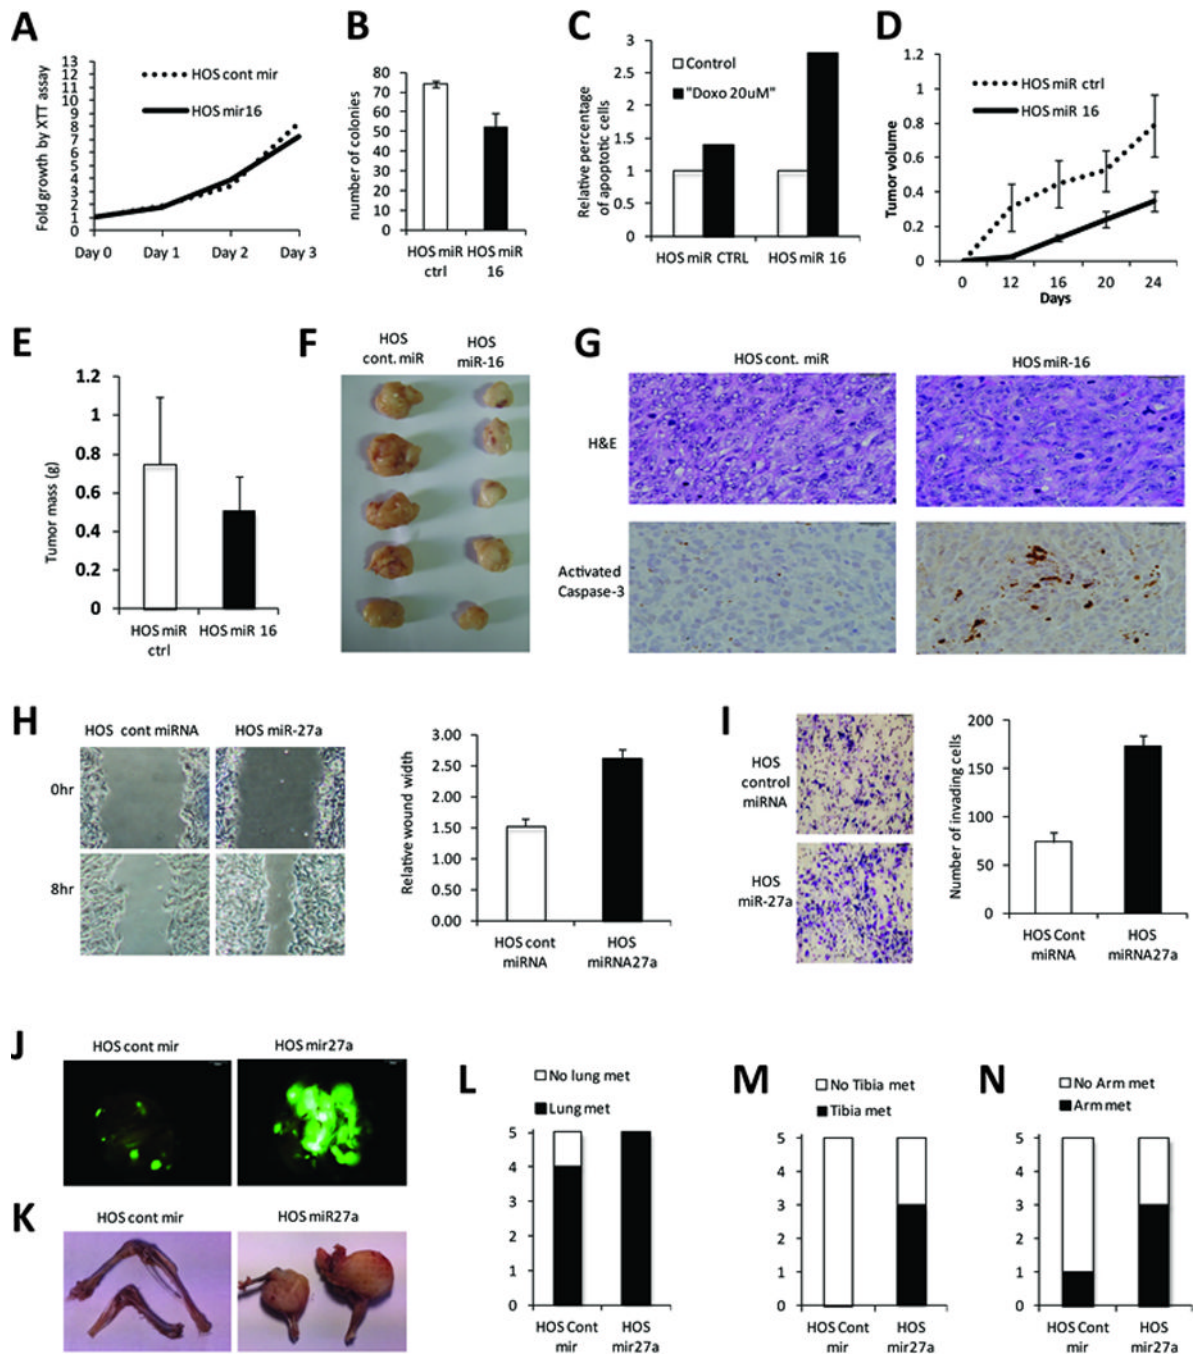 A
Fold growth by XTT assay
13
12
11
10
9
8
7
6
5
4
3
2
1
0
HOS cont mir
HOS mir16
Day 0 Day 1 Day 2 Day 3
B
number of colonies
80
70
60
50
40
30
20
10
0
HOS miR ctrl
HOS miR 16
C
Relative percentage of apoptotic cells
3
2.5
2
1.5
1
0.5
0
Control
"Doxo 20uM"
HOS miR CTRL HOS miR 16
D
Tumor volume
1.2
1
0.8
0.6
0.4
0.2
0
HOS miR ctrl
HOS miR 16
0 12 16 20 24
Days
E
Tumor mass (g)
1.2
1
0.8
0.6
0.4
0.2
0
HOS miR ctrl
HOS miR 16
F
HOS cont. miR
HOS miR-16
G
HOS cont. miR
HOS miR-16
H&E
Activated Caspase-3
H
HOS cont miRNA
HOS miR-27a
0hr
8hr
Relative wound width
3.00
2.50
2.00
1.50
1.00
0.50
0.00
HOS cont miRNA
HOS miRNA27a
I
HOS control miRNA
HOS miR-27a
Number of invading cells
200
150
100
50
0
HOS Cont miRNA
HOS miRNA27a
J
HOS cont mir
HOS mir27a
K
HOS cont mir
HOS miR27a
L
No lung met
Lung met
5
4
3
2
1
0
HOS Cont mir
HOS mir27a
M
No Tibia met
Tibia met
5
4
3
2
1
0
HOS Cont mir
HOS mir27a
N
No Arm met
Arm met
5
4
3
2
1
0
HOS Cont mir
HOS mir27a